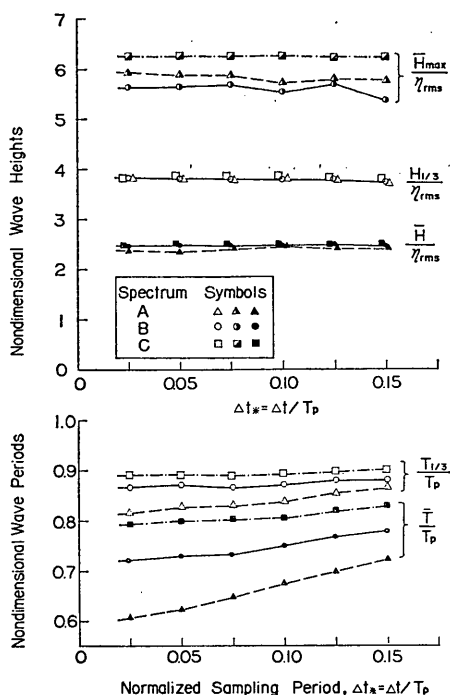 Nondimensional Wave Heights
7
6
5
4
3
2
1
0
H̅max
ηrms
H1/3
ηrms
H̅
ηrms
Spectrum Symbols
A
B
C
0 0.05 0.10 0.15
Δt* = Δt / Tp
Nondimensional Wave Periods
1.0
0.9
0.8
0.7
0.6
T1/3
Tp
T̅
Tp
0 0.05 0.10 0.15
Normalized Sampling Period, Δt* = Δt / Tp